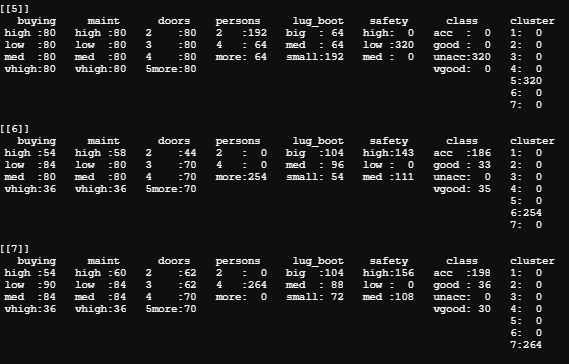 [[5]]
buying maint doors persons lug_boot safety class cluster
high :80 high :80 2 :80 2 :192 big : 64 high: 0 acc : 0 1: 0
low :80 low :80 3 :80 4 : 64 med : 64 low :320 good : 0 2: 0
med :80 med :80 4 :80 more: 64 small:192 med : 0 unacc:320 3: 0
vhigh:80 vhigh:80 5more:80 vgood: 0 4: 0
5:320
6: 0
7: 0
[[6]]
buying maint doors persons lug_boot safety class cluster
high :54 high :58 2 :44 2 : 0 big :104 high:143 acc :186 1: 0
low :84 low :80 3 :70 4 : 0 med : 96 low : 0 good : 33 2: 0
med :80 med :80 4 :70 more:254 small: 54 med :111 unacc: 0 3: 0
vhigh:36 vhigh:36 5more:70 vgood: 35 4: 0
5: 0
6:254
7: 0
[[7]]
buying maint doors persons lug_boot safety class cluster
high :54 high :60 2 :62 2 : 0 big :104 high:156 acc :198 1: 0
low :90 low :84 3 :62 4 :264 med : 88 low : 0 good : 36 2: 0
med :84 med :84 4 :70 more: 0 small: 72 med :108 unacc: 0 3: 0
vhigh:36 vhigh:36 5more:70 vgood: 30 4: 0
5: 0
6: 0
7:264